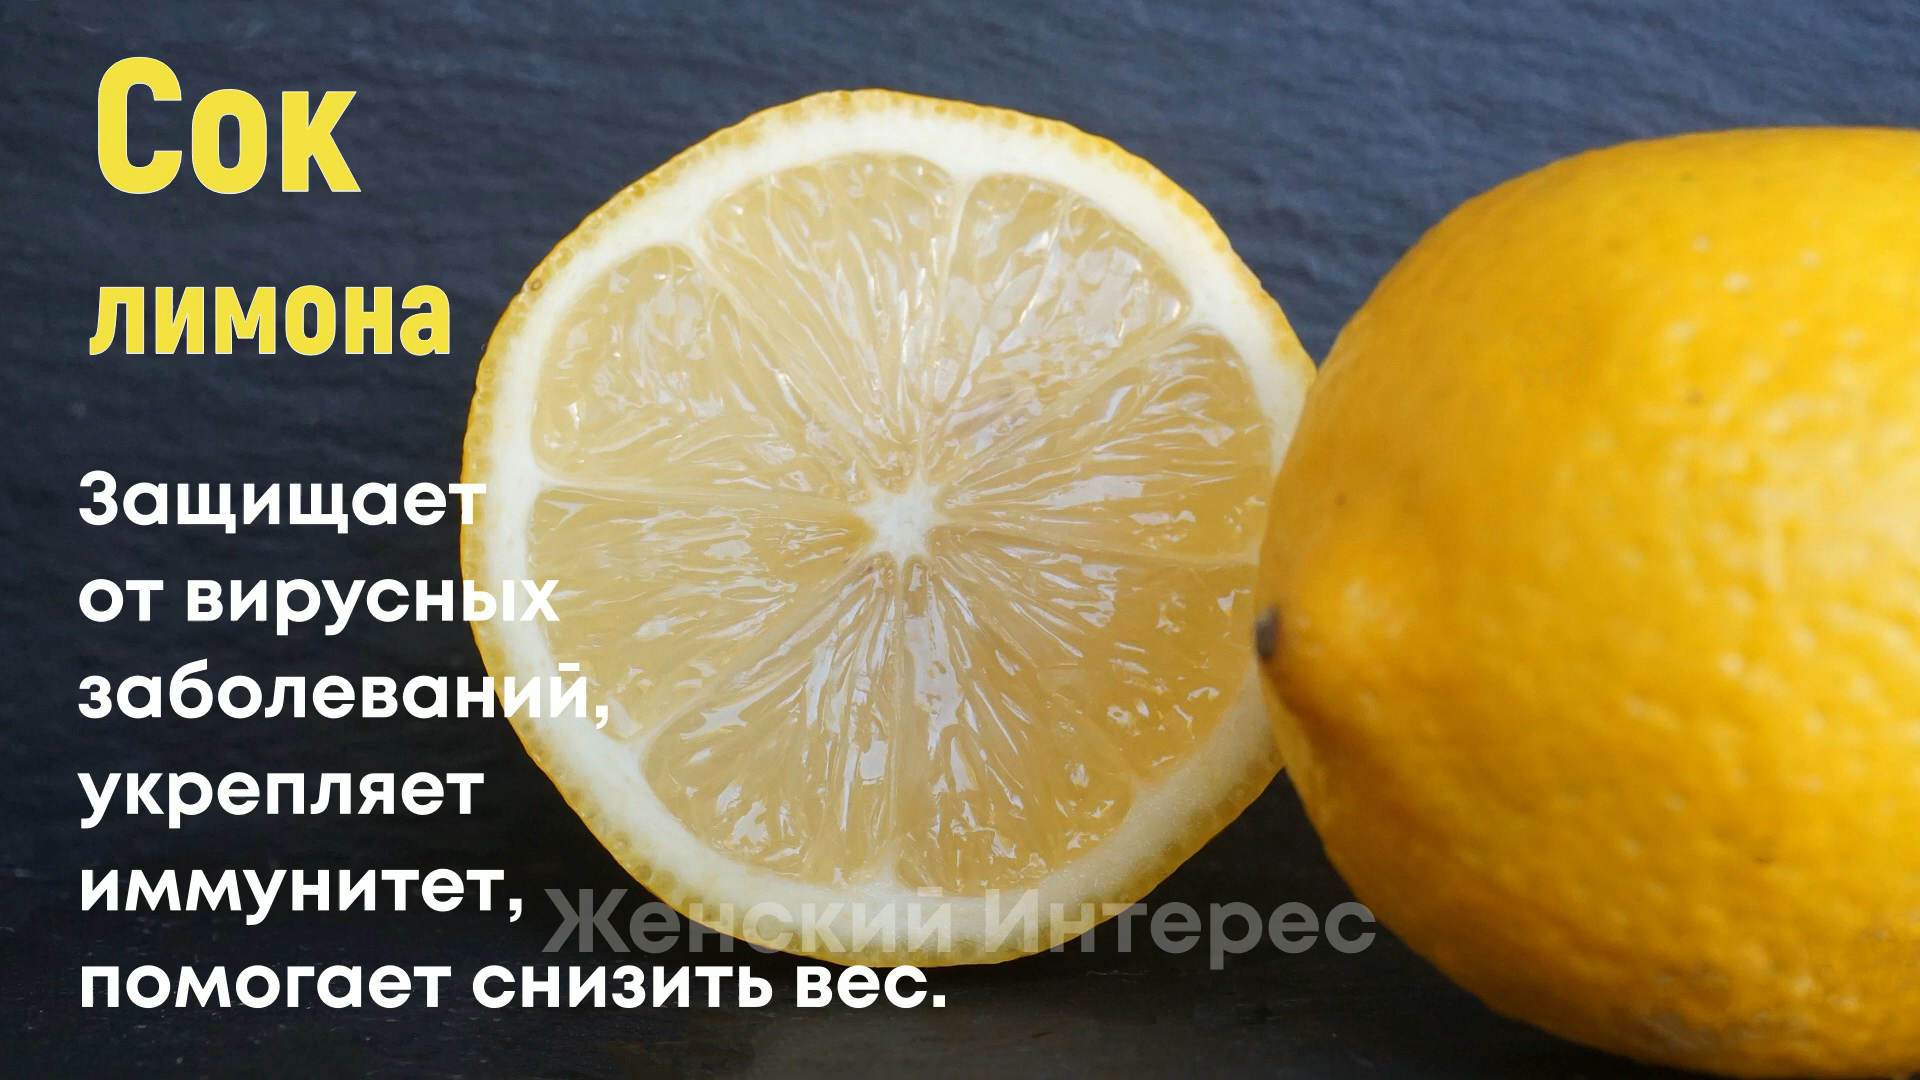 Сок
лимона
Защищает
от вирусных
заболеваний,
укрепляет
иммунитет,
Женский Интерес
помогает снизить вес.